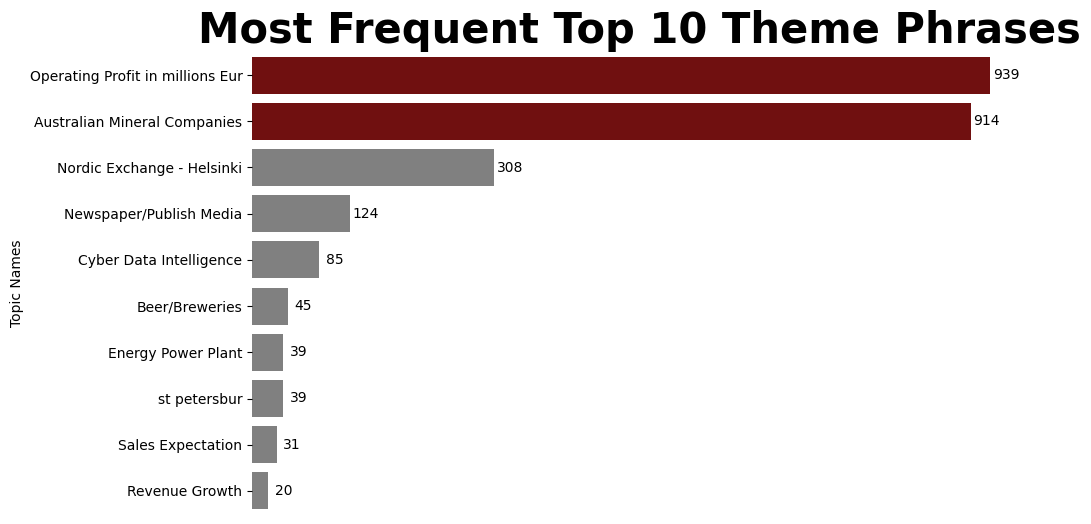 Most Frequent Top 10 Theme Phrases
Topic Names
Operating Profit in millions Eur 939
Australian Mineral Companies 914
Nordic Exchange - Helsinki 308
Newspaper/Publish Media 124
Cyber Data Intelligence 85
Beer/Breweries 45
Energy Power Plant 39
st petersbur 39
Sales Expectation 31
Revenue Growth 20